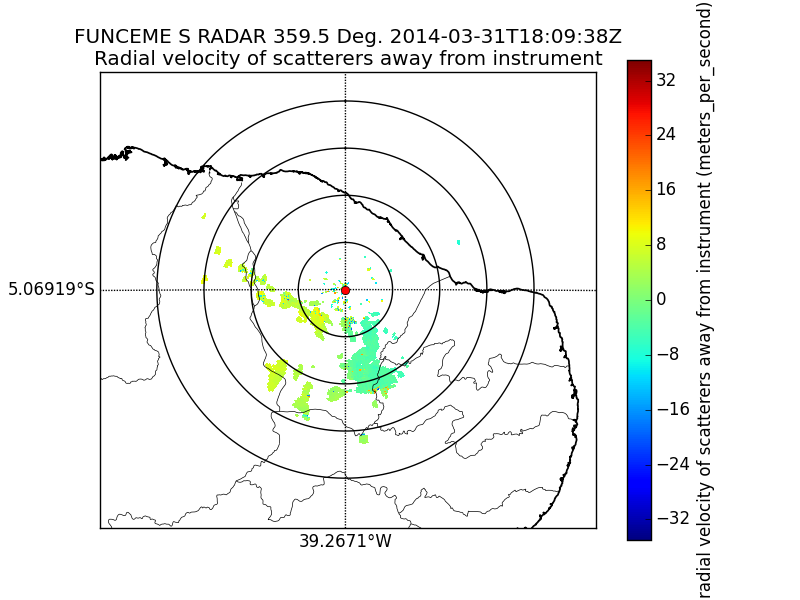 FUNCEME S RADAR 359.5 Deg. 2014-03-31T18:09:38Z
Radial velocity of scatterers away from instrument
5.06919°S
39.2671°W
32
24
16
8
0
−8
−16
−24
−32
radial velocity of scatterers away from instrument (meters_per_second)